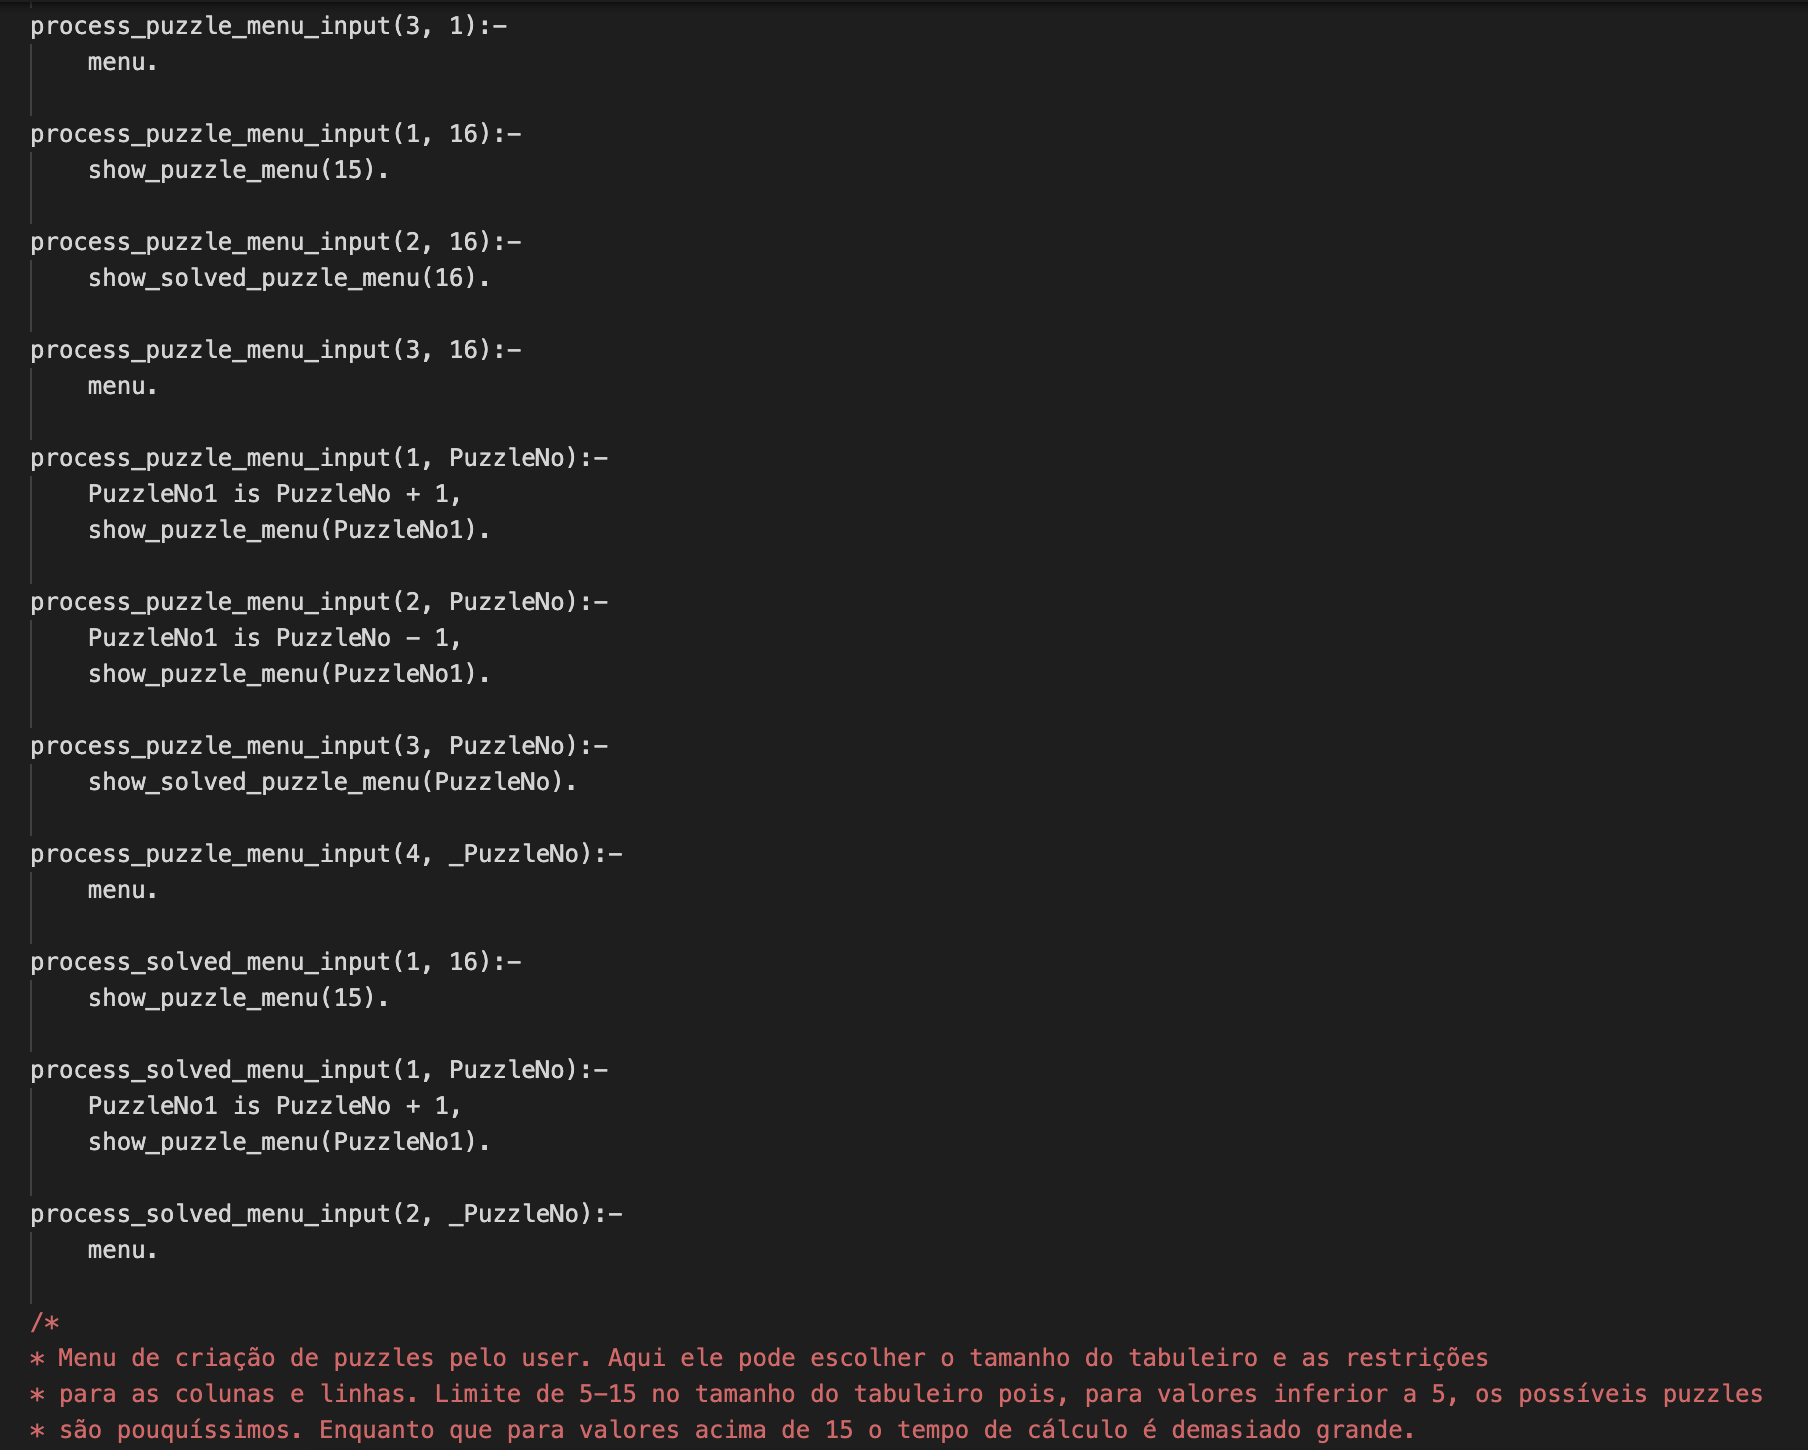 process_puzzle_menu_input(3, 1):-
    menu.
process_puzzle_menu_input(1, 16):-
    show_puzzle_menu(15).
process_puzzle_menu_input(2, 16):-
    show_solved_puzzle_menu(16).
process_puzzle_menu_input(3, 16):-
    menu.
process_puzzle_menu_input(1, PuzzleNo):-
    PuzzleNo1 is PuzzleNo + 1,
    show_puzzle_menu(PuzzleNo1).
process_puzzle_menu_input(2, PuzzleNo):-
    PuzzleNo1 is PuzzleNo - 1,
    show_puzzle_menu(PuzzleNo1).
process_puzzle_menu_input(3, PuzzleNo):-
    show_solved_puzzle_menu(PuzzleNo).
process_puzzle_menu_input(4, _PuzzleNo):-
    menu.
process_solved_menu_input(1, 16):-
    show_puzzle_menu(15).
process_solved_menu_input(1, PuzzleNo):-
    PuzzleNo1 is PuzzleNo + 1,
    show_puzzle_menu(PuzzleNo1).
process_solved_menu_input(2, _PuzzleNo):-
    menu.
/*
* Menu de criação de puzzles pelo user. Aqui ele pode escolher o tamanho do tabuleiro e as restrições
* para as colunas e linhas. Limite de 5-15 no tamanho do tabuleiro pois, para valores inferior a 5, os possíveis puzzles
* são pouquíssimos. Enquanto que para valores acima de 15 o tempo de cálculo é demasiado grande.